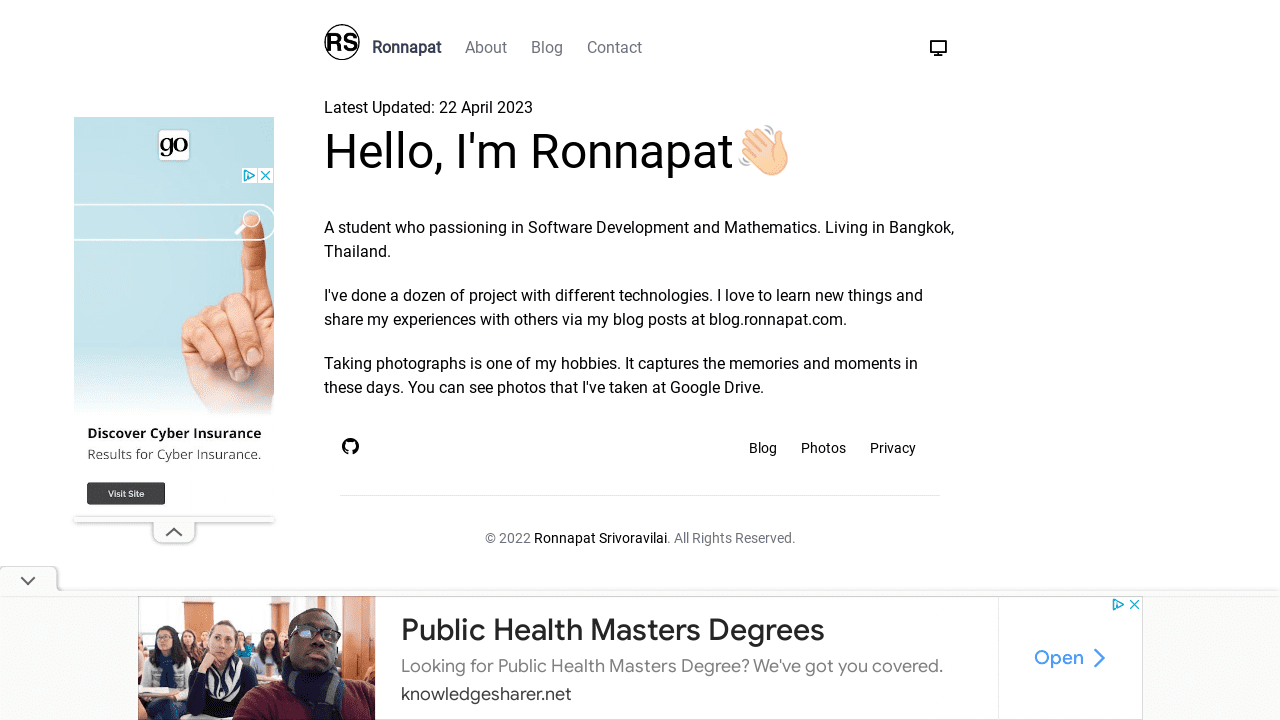 RS Ronnapat About Blog Contact
Latest Updated: 22 April 2023
Hello, I'm Ronnapat👋🏻
A student who passioning in Software Development and Mathematics. Living in Bangkok,
Thailand.
I've done a dozen of project with different technologies. I love to learn new things and
share my experiences with others via my blog posts at blog.ronnapat.com.
Taking photographs is one of my hobbies. It captures the memories and moments in
these days. You can see photos that I've taken at Google Drive.
Blog Photos Privacy
© 2022 Ronnapat Srivoravilai. All Rights Reserved.
go
Discover Cyber Insurance
Results for Cyber Insurance.
Visit Site
Public Health Masters Degrees
Looking for Public Health Masters Degree? We've got you covered.
knowledgesharer.net
Open